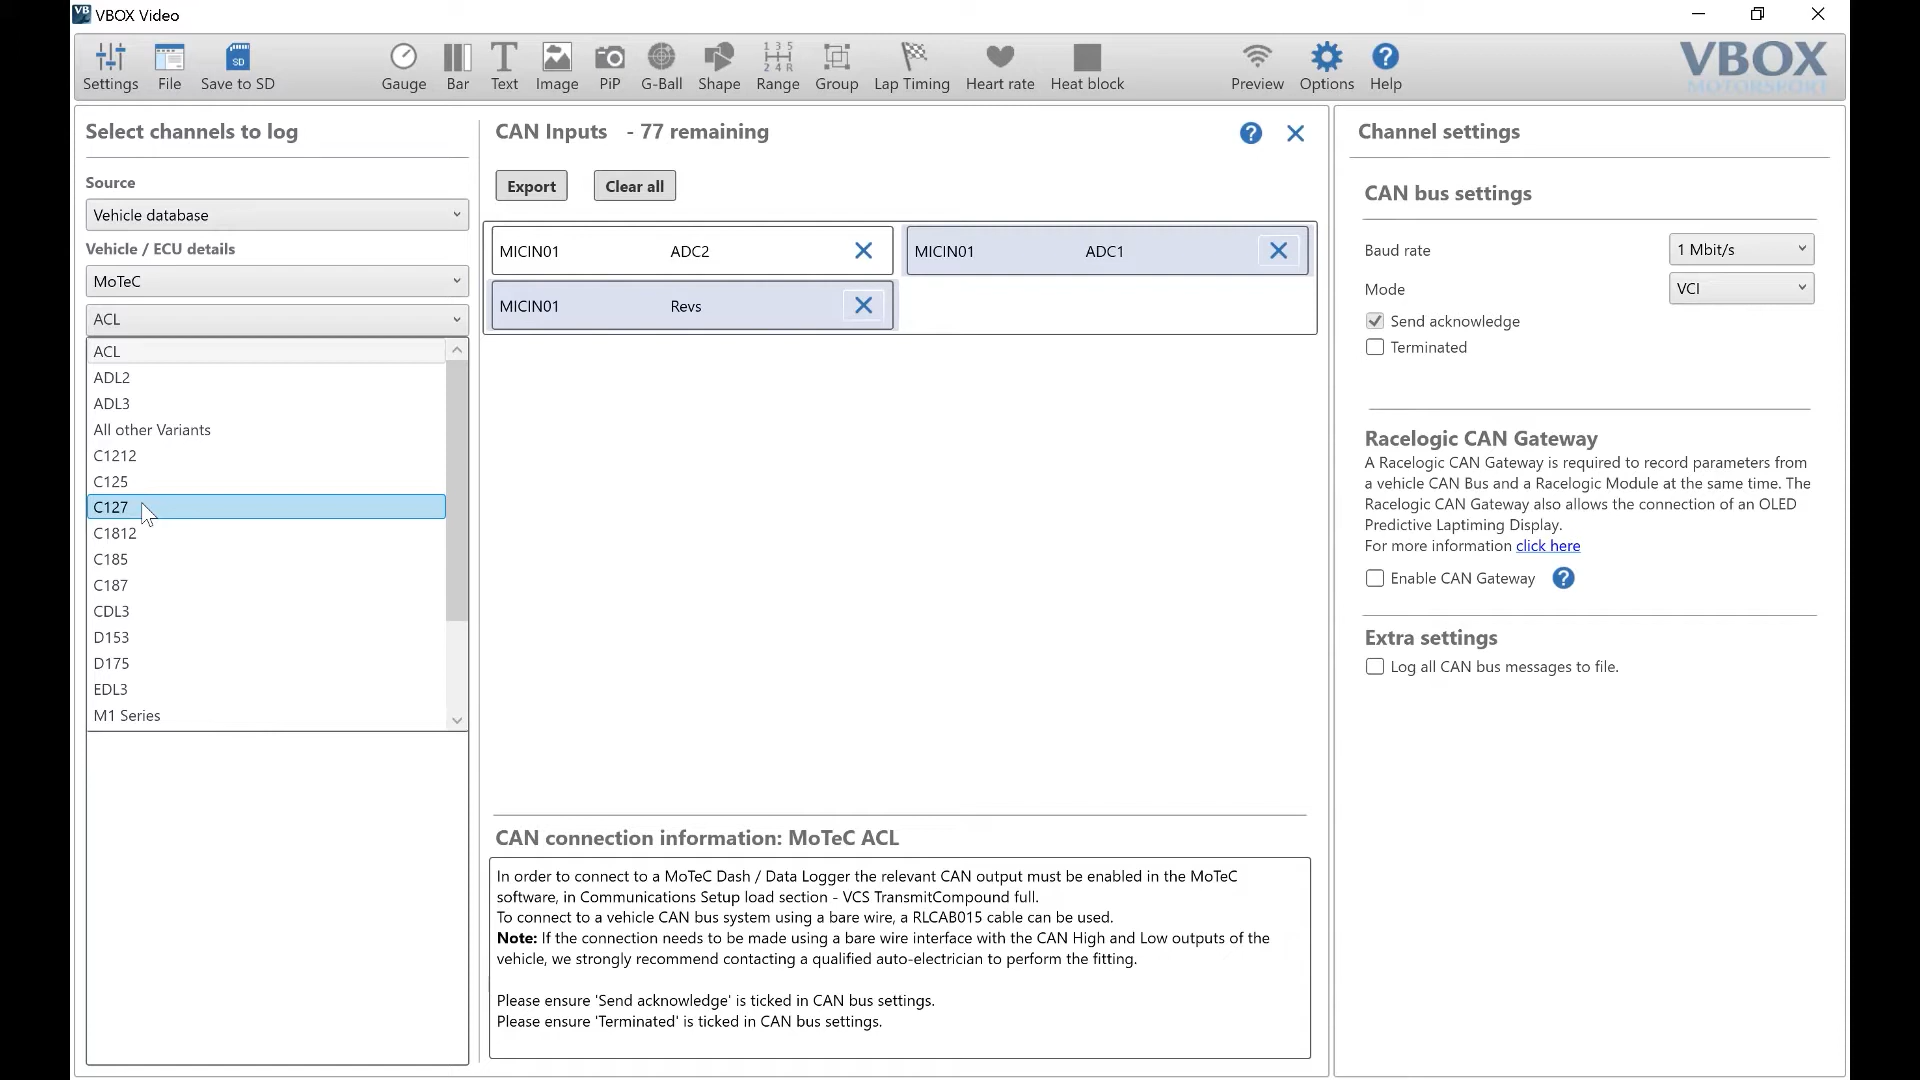 VBOX Video
Settings
File
Save to SD
Gauge
Bar
Text
Image
PiP
G-Ball
Shape
Range
Group
Lap Timing
Heart rate
Heat block
Preview
Options
Help
VBOX
MOTORSPORT
Select channels to log
Source
Vehicle database
Vehicle / ECU details
MoTeC
ACL
ACL
ADL2
ADL3
All other Variants
C1212
C125
C127
C1812
C185
C187
CDL3
D153
D175
EDL3
M1 Series
CAN Inputs - 77 remaining
Export
Clear all
MICIN01 ADC2
MICIN01 ADC1
MICIN01 Revs
CAN connection information: MoTeC ACL
In order to connect to a MoTeC Dash / Data Logger the relevant CAN output must be enabled in the MoTeC
software, in Communications Setup load section - VCS TransmitCompound full.
To connect to a vehicle CAN bus system using a bare wire, a RLCAB015 cable can be used.
Note: If the connection needs to be made using a bare wire interface with the CAN High and Low outputs of the
vehicle, we strongly recommend contacting a qualified auto-electrician to perform the fitting.
Please ensure 'Send acknowledge' is ticked in CAN bus settings.
Please ensure 'Terminated' is ticked in CAN bus settings.
Channel settings
CAN bus settings
Baud rate 1 Mbit/s
Mode VCI
Send acknowledge
Terminated
Racelogic CAN Gateway
A Racelogic CAN Gateway is required to record parameters from
a vehicle CAN Bus and a Racelogic Module at the same time. The
Racelogic CAN Gateway also allows the connection of an OLED
Predictive Laptiming Display.
For more information click here
Enable CAN Gateway
Extra settings
Log all CAN bus messages to file.